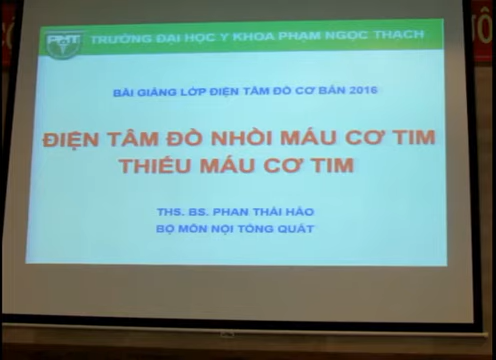 PNT TRƯỜNG ĐẠI HỌC Y KHOA PHẠM NGỌC THẠCH
BÀI GIẢNG LỚP ĐIỆN TÂM ĐỒ CƠ BẢN 2016
ĐIỆN TÂM ĐỒ NHỒI MÁU CƠ TIM
THIẾU MÁU CƠ TIM
THS. BS. PHAN THÁI HẢO
BỘ MÔN NỘI TỔNG QUÁT